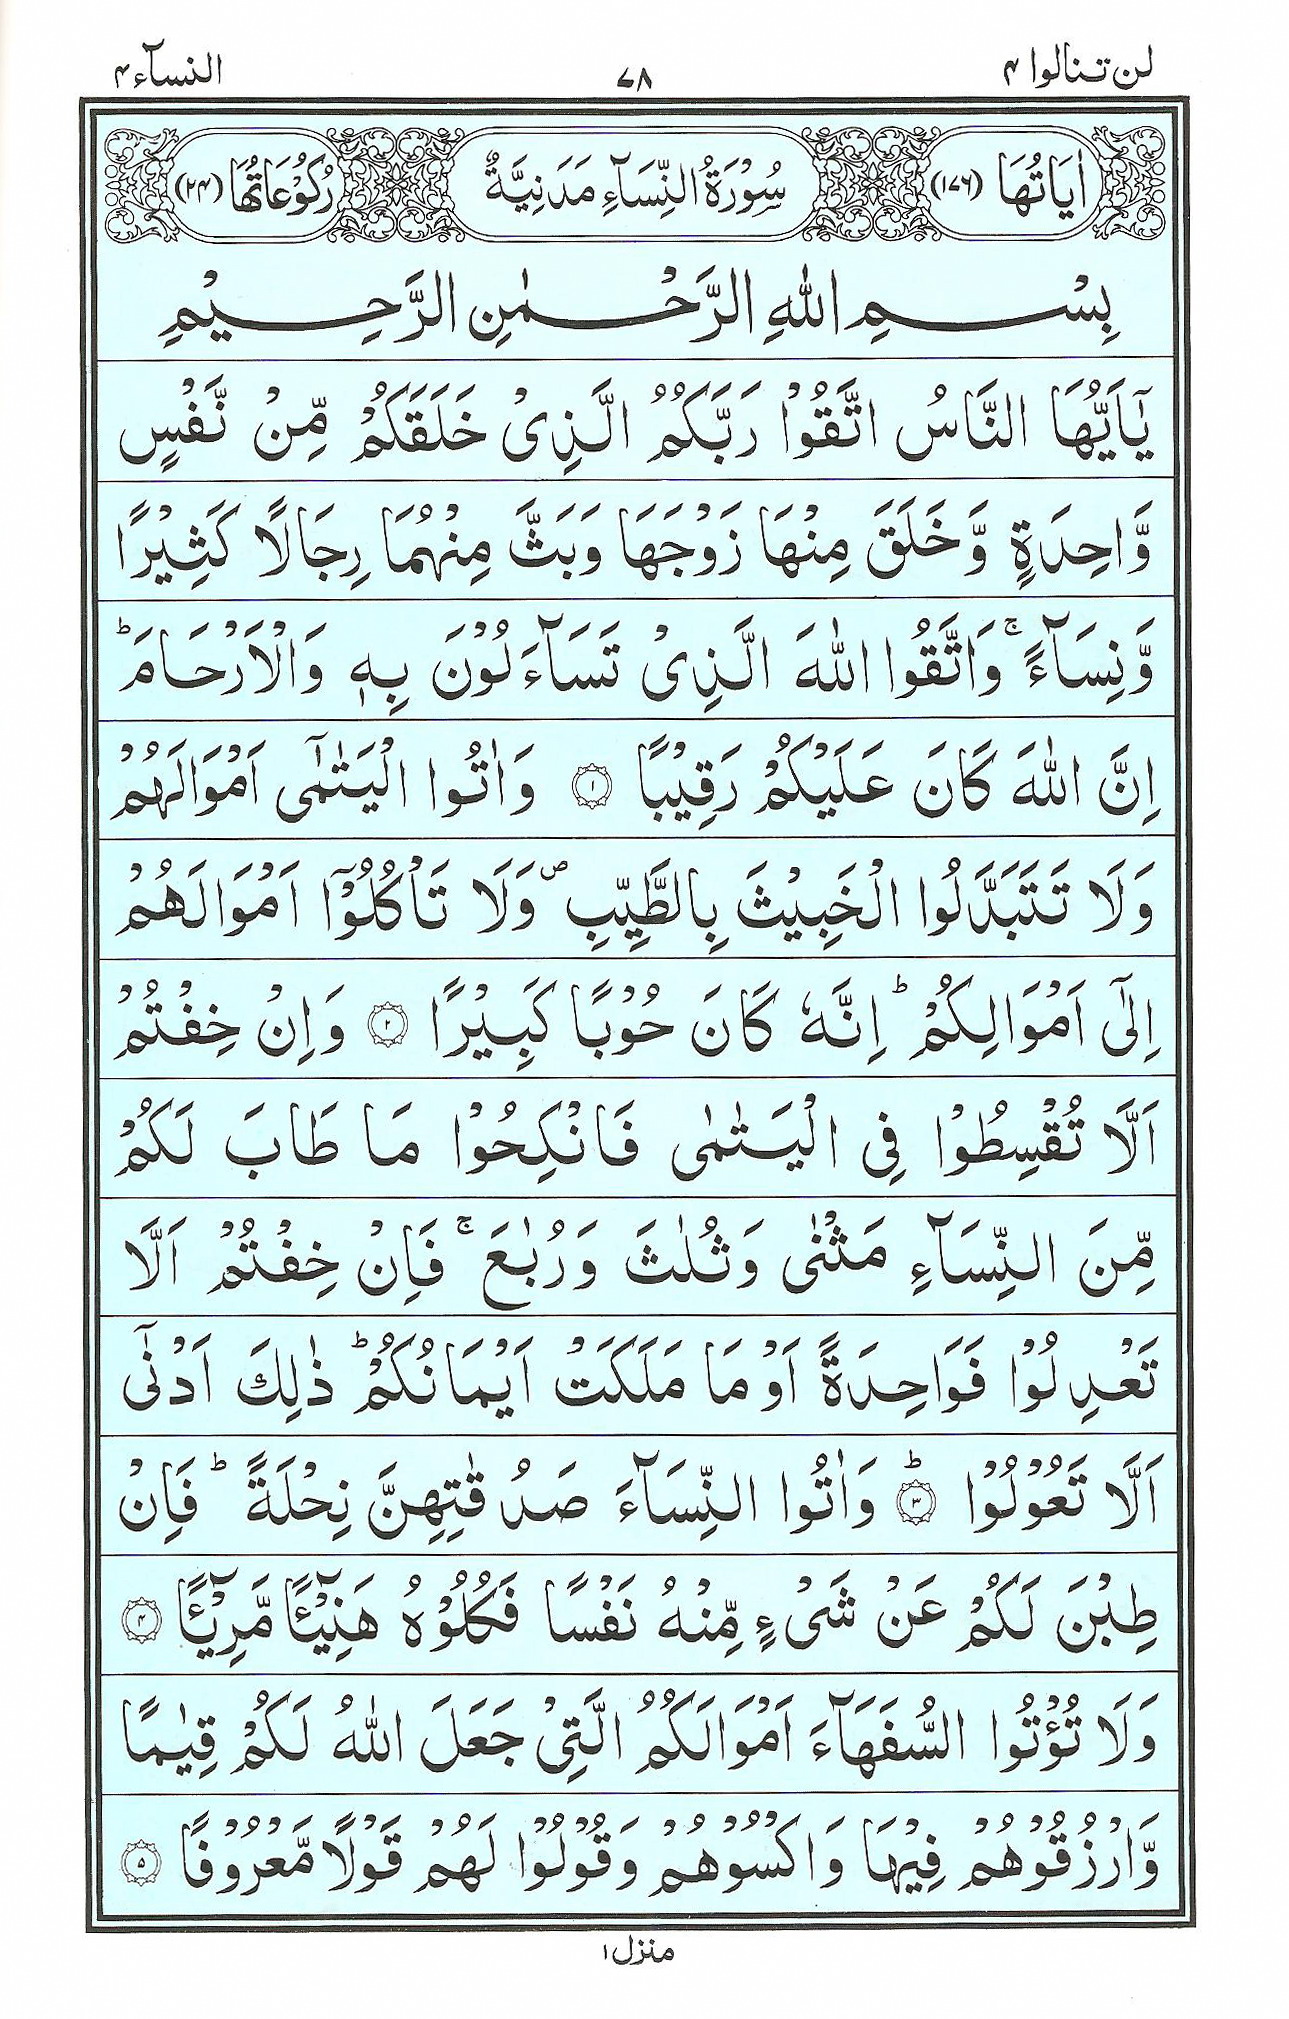 لن تنالوا ۴ ۷۸ النسآء ۴
اٰيَاتُهَا (۱۷۶) سُوْرَةُ النِّسَآءِ مَدَنِيَّةٌ رُكُوْعَاتُهَا (۲۴)
بِسْمِ اللّٰهِ الرَّحْمٰنِ الرَّحِيْمِ
يٰٓاَيُّهَا النَّاسُ اتَّقُوْا رَبَّكُمُ الَّذِىْ خَلَقَكُمْ مِّنْ نَّفْسٍ
وَّاحِدَةٍ وَّخَلَقَ مِنْهَا زَوْجَهَا وَبَثَّ مِنْهُمَا رِجَالًا كَثِيْرًا
وَّنِسَآءً ۚ وَاتَّقُوا اللّٰهَ الَّذِىْ تَسَآءَلُوْنَ بِهٖ وَالْاَرْحَامَ ؕ
اِنَّ اللّٰهَ كَانَ عَلَيْكُمْ رَقِيْبًا ۱ وَاٰتُوا الْيَتٰمٰٓى اَمْوَالَهُمْ
وَلَا تَتَبَدَّلُوا الْخَبِيْثَ بِالطَّيِّبِ ص وَلَا تَاْكُلُوْٓا اَمْوَالَهُمْ
اِلٰٓى اَمْوَالِكُمْ ؕ اِنَّهٗ كَانَ حُوْبًا كَبِيْرًا ۲ وَاِنْ خِفْتُمْ
اَلَّا تُقْسِطُوْا فِى الْيَتٰمٰى فَانْكِحُوْا مَا طَابَ لَكُمْ
مِّنَ النِّسَآءِ مَثْنٰى وَثُلٰثَ وَرُبٰعَ ۚ فَاِنْ خِفْتُمْ اَلَّا
تَعْدِلُوْا فَوَاحِدَةً اَوْ مَا مَلَكَتْ اَيْمَانُكُمْ ؕ ذٰلِكَ اَدْنٰٓى
اَلَّا تَعُوْلُوْا ؕ ۳ وَاٰتُوا النِّسَآءَ صَدُقٰتِهِنَّ نِحْلَةً ؕ فَاِنْ
طِبْنَ لَكُمْ عَنْ شَىْءٍ مِّنْهُ نَفْسًا فَكُلُوْهُ هَنِيْٓئًا مَّرِيْٓئًا ۴
وَلَا تُؤْتُوا السُّفَهَآءَ اَمْوَالَكُمُ الَّتِىْ جَعَلَ اللّٰهُ لَكُمْ قِيٰمًا
وَّارْزُقُوْهُمْ فِيْهَا وَاكْسُوْهُمْ وَقُوْلُوْا لَهُمْ قَوْلًا مَّعْرُوْفًا ۵
منزل ۱